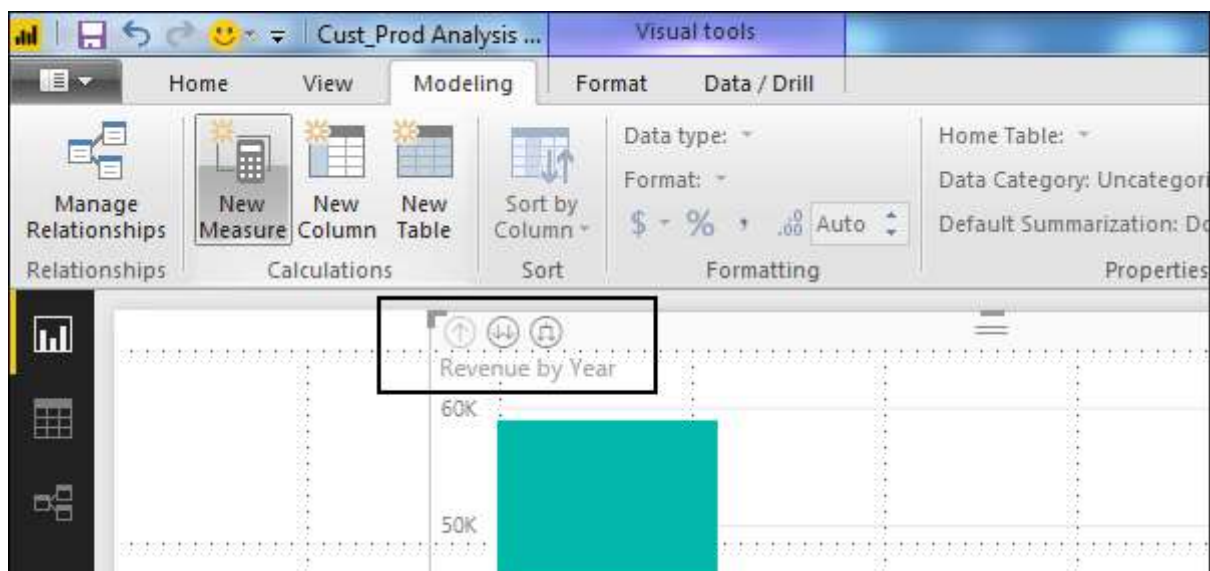 Cust_Prod Analysis ...
Visual tools
Home View Modeling Format Data / Drill
Manage Relationships
New Measure
New Column
New Table
Sort by Column
Data type:
Format:
$ % , .00 Auto
Home Table:
Data Category: Uncategori
Default Summarization: Do
Relationships Calculations Sort Formatting Properties
Revenue by Year
60K
50K